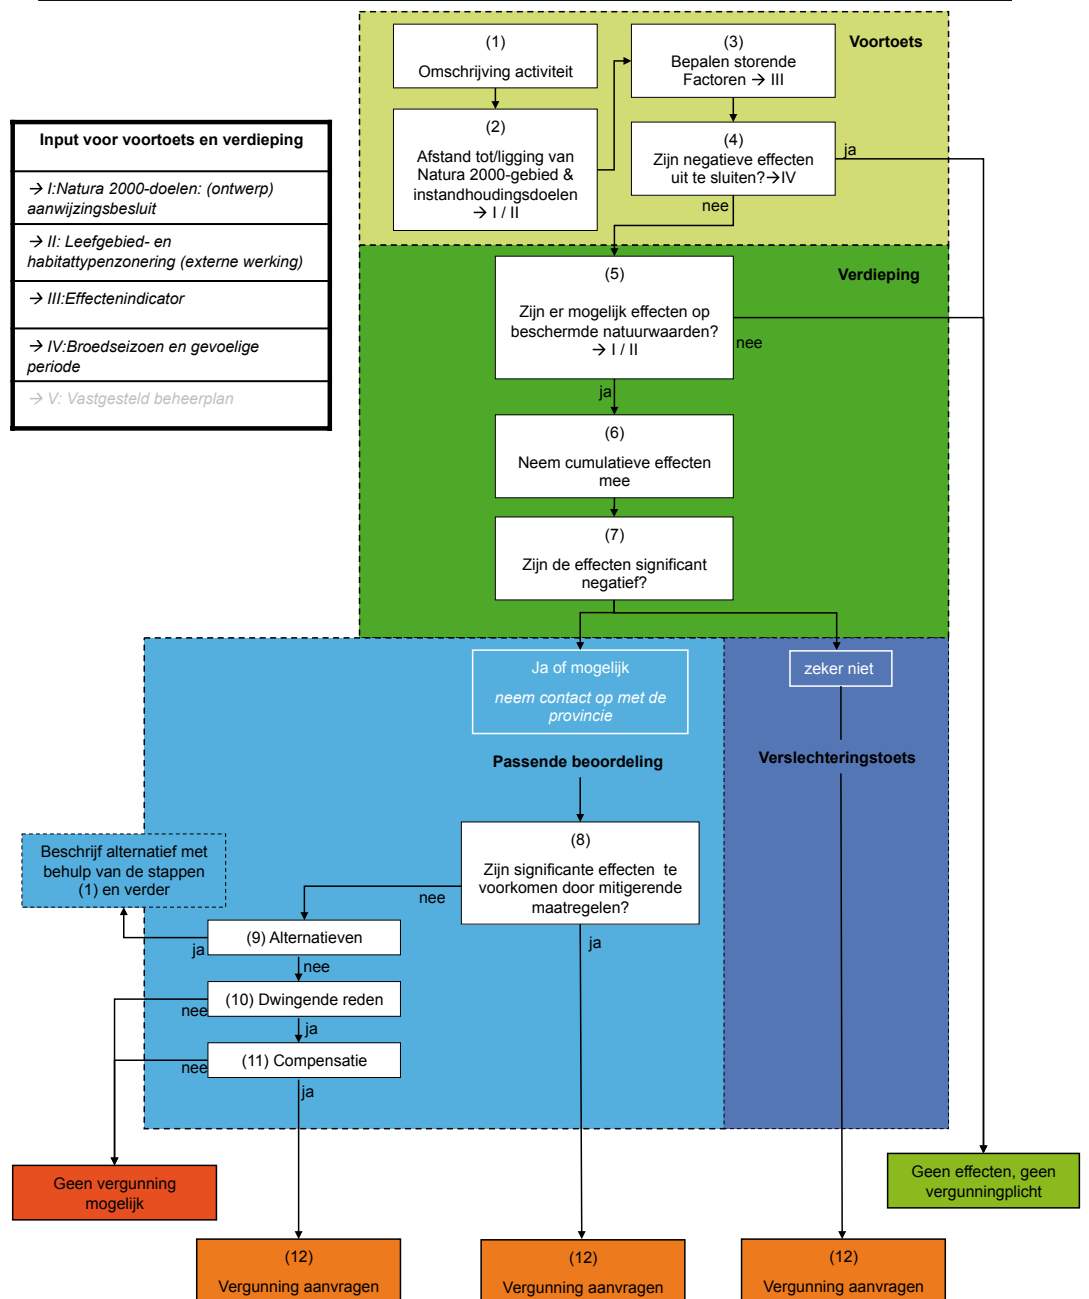 (1)
Omschrijving activiteit
(2)
Afstand tot/ligging van
Natura 2000-gebied &
instandhoudingsdoelen
→ I / II
(3)
Bepalen storende
Factoren → III
Voortoets
(4)
Zijn negatieve effecten
uit te sluiten?→IV
ja
nee
Input voor voortoets en verdieping
→ I:Natura 2000-doelen: (ontwerp)
aanwijzingsbesluit
→ II: Leefgebied- en
habitattypenzonering (externe werking)
→ III:Effectenindicator
→ IV:Broedseizoen en gevoelige
periode
→ V: Vastgesteld beheerplan
Verdieping
(5)
Zijn er mogelijk effecten op
beschermde natuurwaarden?
→ I / II
nee
ja
(6)
Neem cumulatieve effecten
mee
(7)
Zijn de effecten significant
negatief?
Ja of mogelijk
neem contact op met de
provincie
zeker niet
Passende beoordeling
Verslechteringstoets
(8)
Zijn significante effecten te
voorkomen door mitigerende
maatregelen?
nee
ja
Beschrijf alternatief met
behulp van de stappen
(1) en verder
(9) Alternatieven
ja
nee
(10) Dwingende reden
nee
ja
(11) Compensatie
nee
ja
Geen vergunning
mogelijk
Geen effecten, geen
vergunningplicht
(12)
Vergunning aanvragen
(12)
Vergunning aanvragen
(12)
Vergunning aanvragen